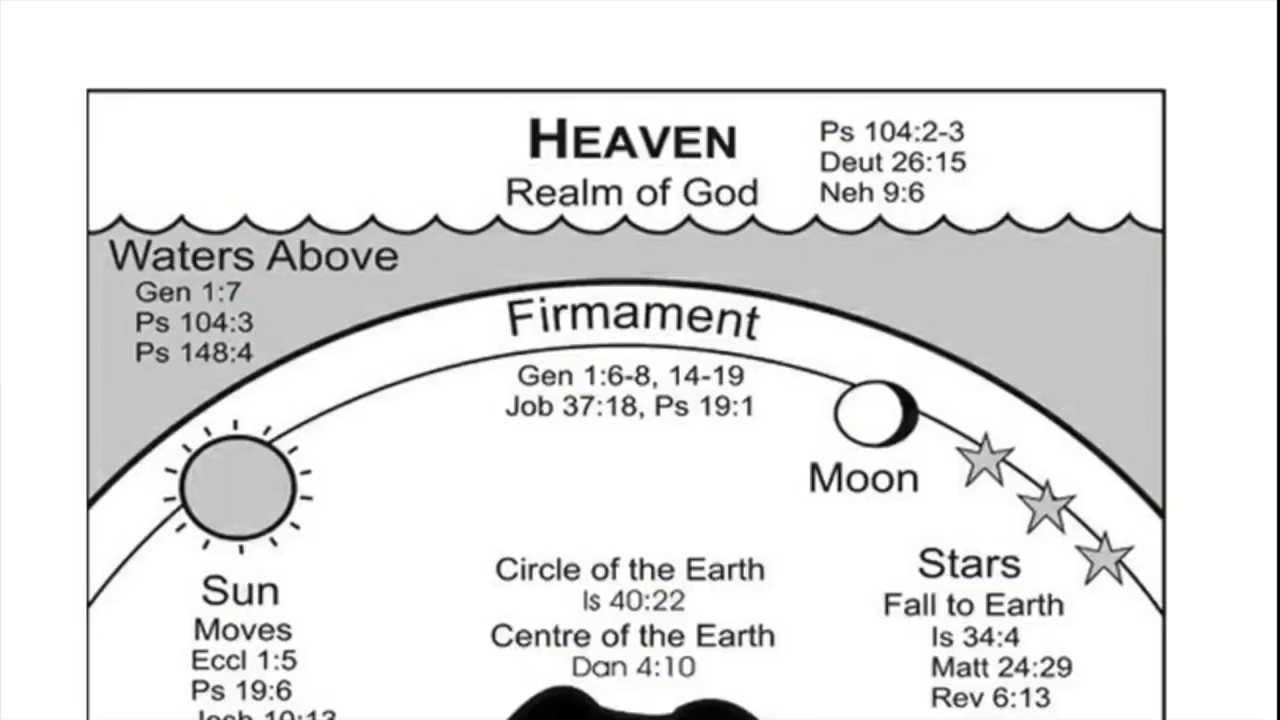 HEAVEN
Realm of God
Ps 104:2-3
Deut 26:15
Neh 9:6
Waters Above
Gen 1:7
Ps 104:3
Ps 148:4
Firmament
Gen 1:6-8, 14-19
Job 37:18, Ps 19:1
Moon
Sun
Moves
Eccl 1:5
Ps 19:6
Josh 10:13
Circle of the Earth
Is 40:22
Centre of the Earth
Dan 4:10
Stars
Fall to Earth
Is 34:4
Matt 24:29
Rev 6:13